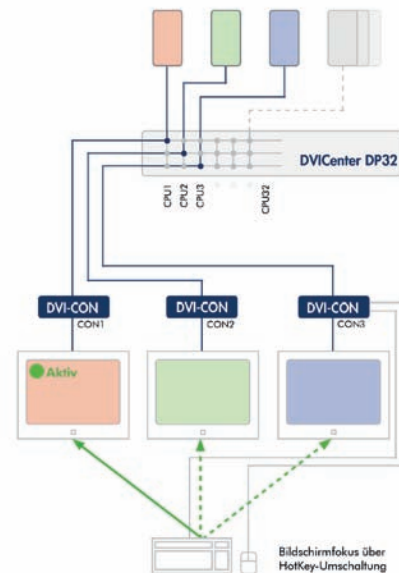 DVICenter DP32
CPU1
CPU2
CPU3
CPU32
DVI-CON
CON1
DVI-CON
CON2
DVI-CON
CON3
Aktiv
Bildschirmfokus über
HotKey-Umschaltung